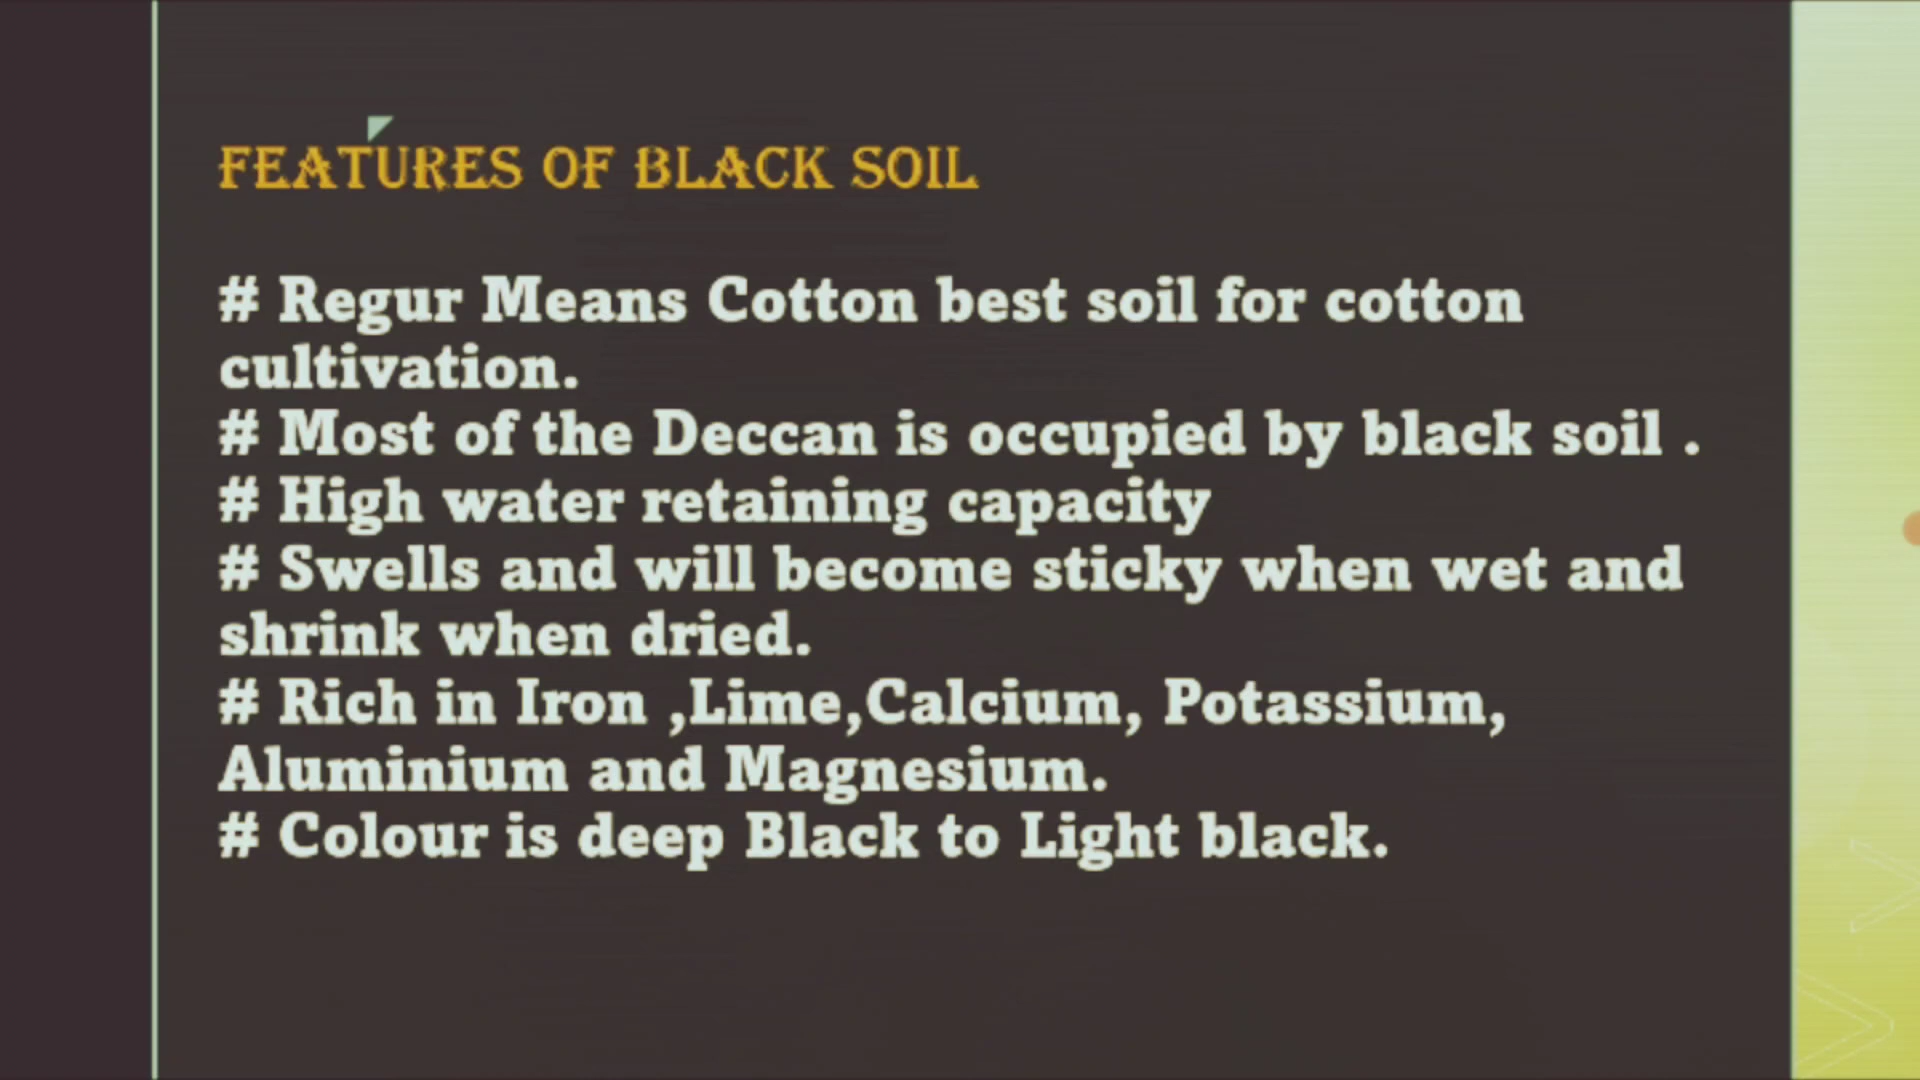 FEATURES OF BLACK SOIL
# Regur Means Cotton best soil for cotton
cultivation.
# Most of the Deccan is occupied by black soil .
# High water retaining capacity
# Swells and will become sticky when wet and
shrink when dried.
# Rich in Iron ,Lime,Calcium, Potassium,
Aluminium and Magnesium.
# Colour is deep Black to Light black.